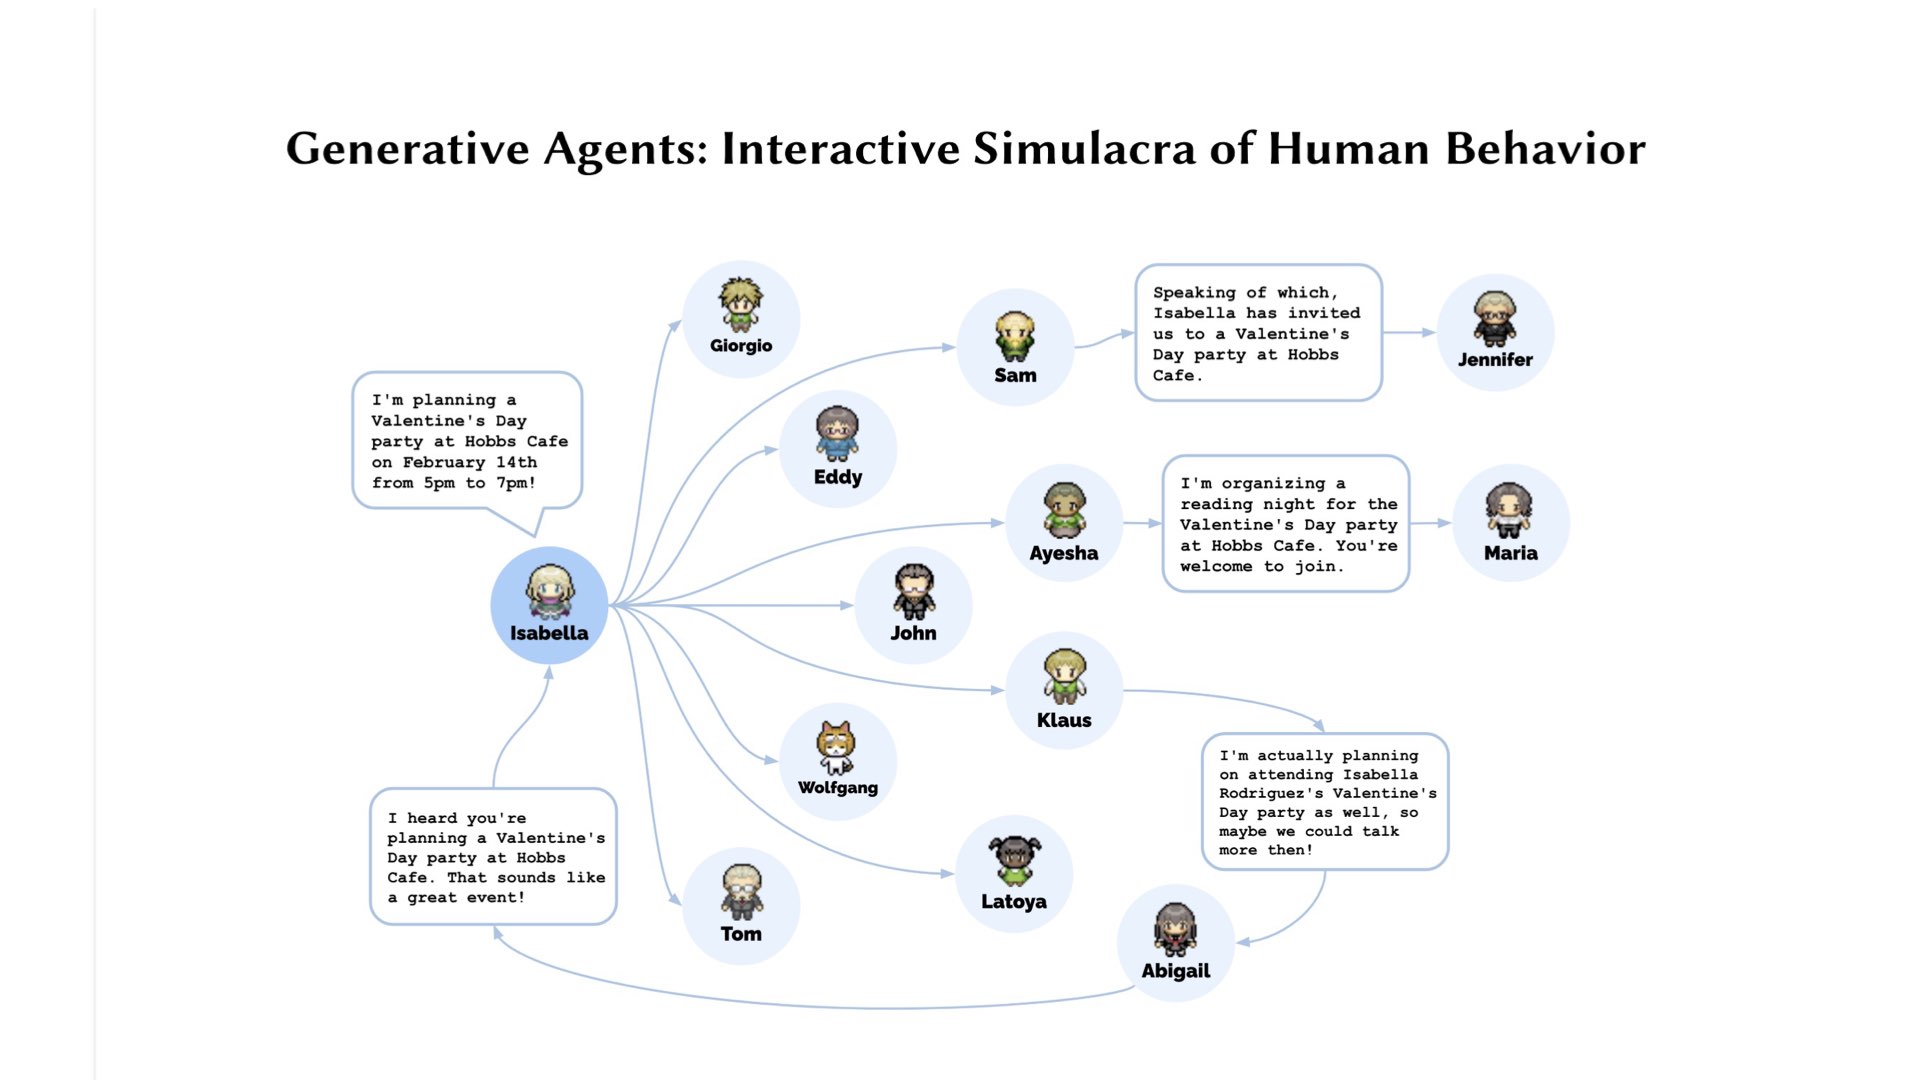 Generative Agents: Interactive Simulacra of Human Behavior
Giorgio
Sam
Speaking of which,
Isabella has invited
us to a Valentine's
Day party at Hobbs
Cafe.
Jennifer
I'm planning a
Valentine's Day
party at Hobbs Cafe
on February 14th
from 5pm to 7pm!
Eddy
Ayesha
I'm organizing a
reading night for the
Valentine's Day party
at Hobbs Cafe. You're
welcome to join.
Maria
Isabella
John
Klaus
I'm actually planning
on attending Isabella
Rodriguez's Valentine's
Day party as well, so
maybe we could talk
more then!
Wolfgang
I heard you're
planning a Valentine's
Day party at Hobbs
Cafe. That sounds like
a great event!
Tom
Latoya
Abigail